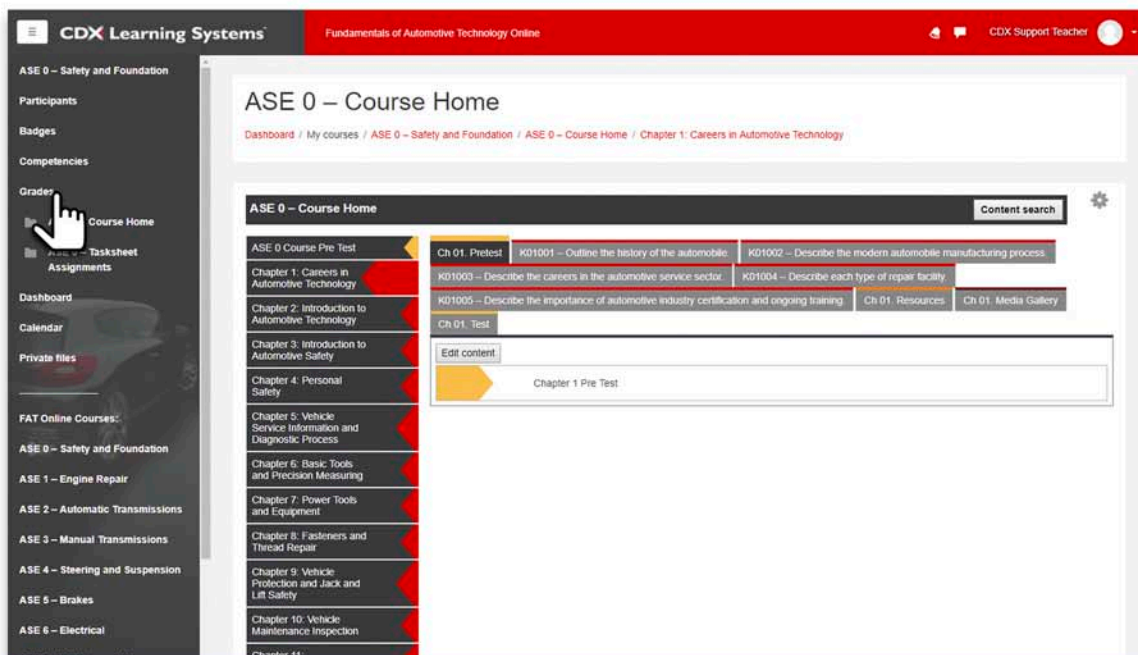 CDX Learning Systems
Fundamentals of Automotive Technology Online
CDX Support Teacher
ASE 0 – Safety and Foundation
Participants
Badges
Competencies
Grades
Course Home
Tasksheet
Assignments
Dashboard
Calendar
Private files
FAT Online Courses:
ASE 0 – Safety and Foundation
ASE 1 – Engine Repair
ASE 2 – Automatic Transmissions
ASE 3 – Manual Transmissions
ASE 4 – Steering and Suspension
ASE 5 – Brakes
ASE 6 – Electrical
ASE 0 – Course Home
Dashboard / My courses / ASE 0 – Safety and Foundation / ASE 0 – Course Home / Chapter 1: Careers in Automotive Technology
ASE 0 – Course Home
Content search
ASE 0 Course Pre Test
Chapter 1: Careers in
Automotive Technology
Chapter 2: Introduction to
Automotive Technology
Chapter 3: Introduction to
Automotive Safety
Chapter 4: Personal
Safety
Chapter 5: Vehicle
Service Information and
Diagnostic Process
Chapter 6: Basic Tools
and Precision Measuring
Chapter 7: Power Tools
and Equipment
Chapter 8: Fasteners and
Thread Repair
Chapter 9: Vehicle
Protection and Jack and
Lift Safety
Chapter 10: Vehicle
Maintenance Inspection
Chapter 11:
Ch 01. Pretest
K01001 – Outline the history of the automobile.
K01002 – Describe the modern automobile manufacturing process.
K01003 – Describe the careers in the automotive service sector.
K01004 – Describe each type of repair facility.
K01005 – Describe the importance of automotive industry certification and ongoing training.
Ch 01. Resources
Ch 01. Media Gallery
Ch 01. Test
Edit content
Chapter 1 Pre Test